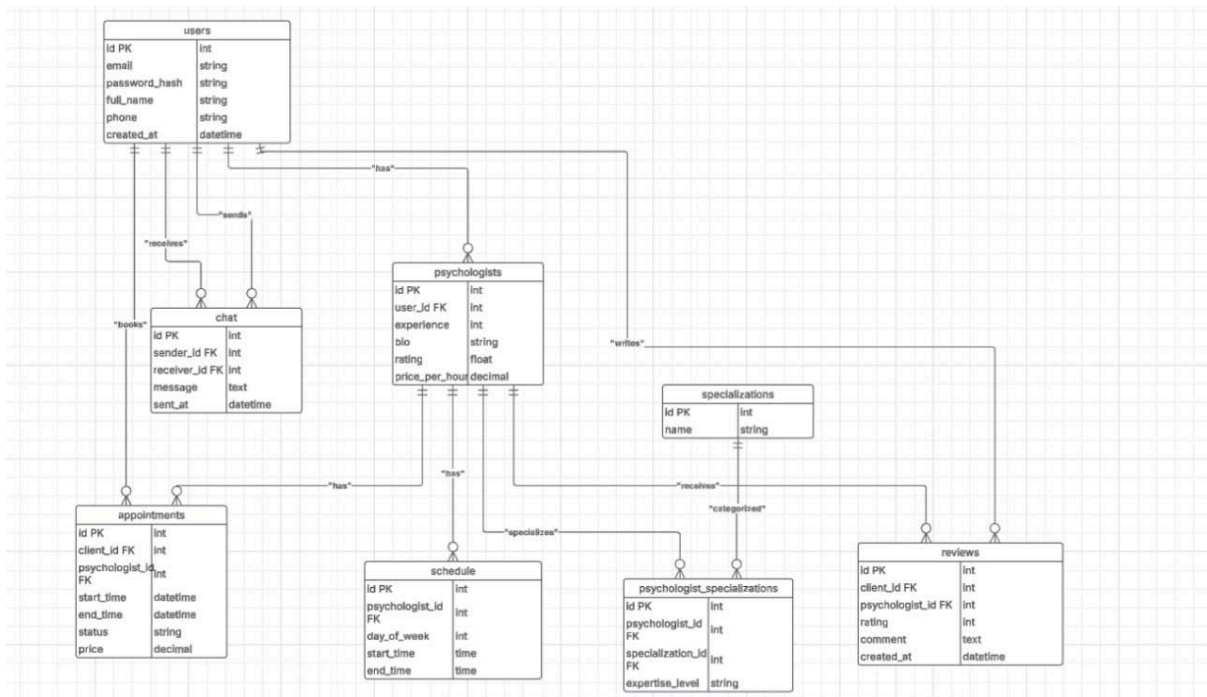 users
id PK int
email string
password_hash string
full_name string
phone string
created_at datetime
"has"
"sends"
"receives"
psychologists
id PK int
user_id FK int
experience int
bio string
rating float
price_per_hour decimal
chat
id PK int
sender_id FK int
receiver_id FK int
message text
sent_at datetime
"books"
"writes"
specializations
id PK int
name string
"has"
"has"
"receives"
"categorized"
"specializes"
appointments
id PK int
client_id FK int
psychologist_id
FK int
start_time datetime
end_time datetime
status string
price decimal
schedule
id PK int
psychologist_id
FK int
day_of_week int
start_time time
end_time time
psychologist_specializations
id PK int
psychologist_id
FK int
specialization_id
FK int
expertise_level string
reviews
id PK int
client_id FK int
psychologist_id FK int
rating int
comment text
created_at datetime